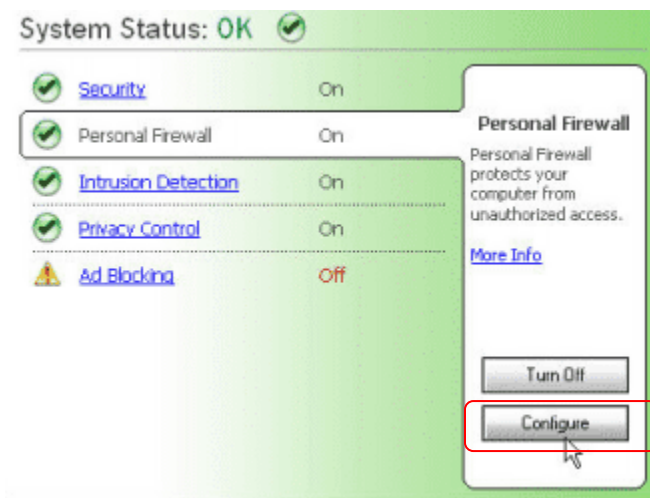 System Status: OK
Security On
Personal Firewall On
Intrusion Detection On
Privacy Control On
Ad Blocking Off
Personal Firewall
Personal Firewall
protects your
computer from
unauthorized access.
More Info
Turn Off
Configure